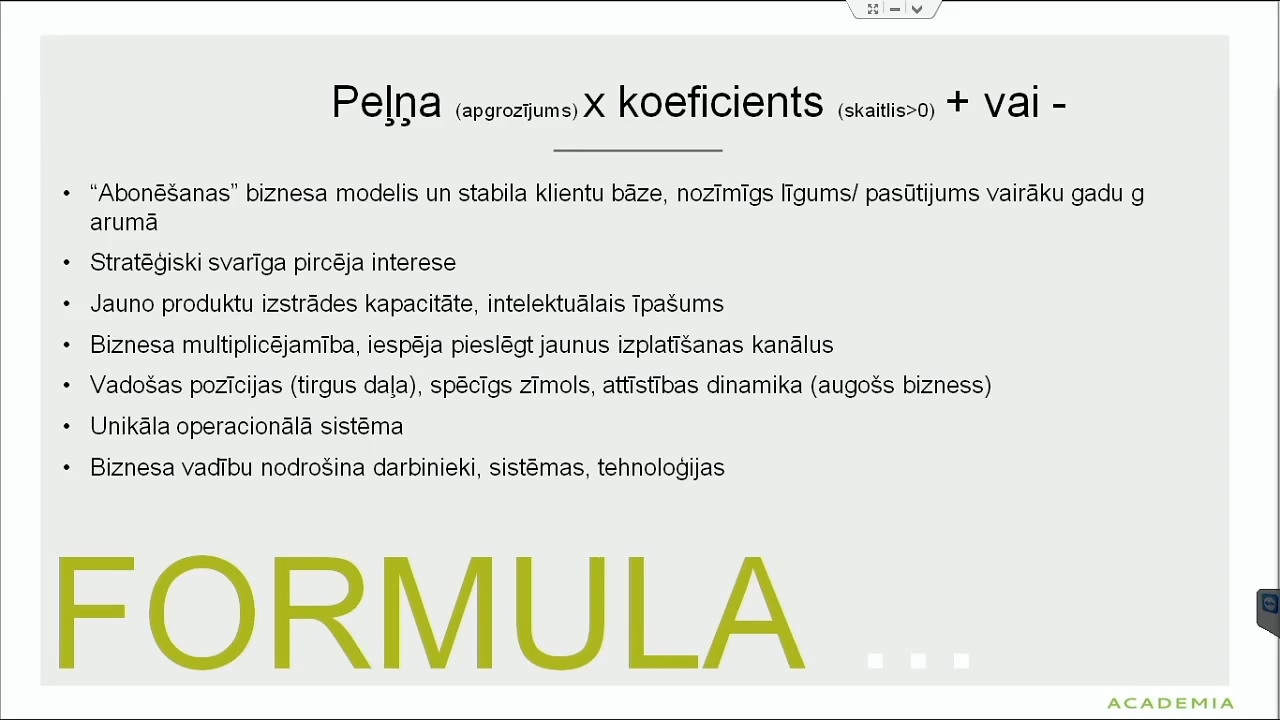 Peļņa (apgrozījums) x koeficients (skaitlis>0) + vai -
• “Abonēšanas” biznesa modelis un stabila klientu bāze, nozīmīgs līgums/ pasūtijums vairāku gadu g
arumā
• Stratēģiski svarīga pircēja interese
• Jauno produktu izstrādes kapacitāte, intelektuālais īpašums
• Biznesa multiplicējamība, iespēja pieslēgt jaunus izplatīšanas kanālus
• Vadošas pozīcijas (tirgus daļa), spēcīgs zīmols, attīstības dinamika (augošs bizness)
• Unikāla operacionālā sistēma
• Biznesa vadību nodrošina darbinieki, sistēmas, tehnoloģijas
FORMULA ...
ACADEMIA